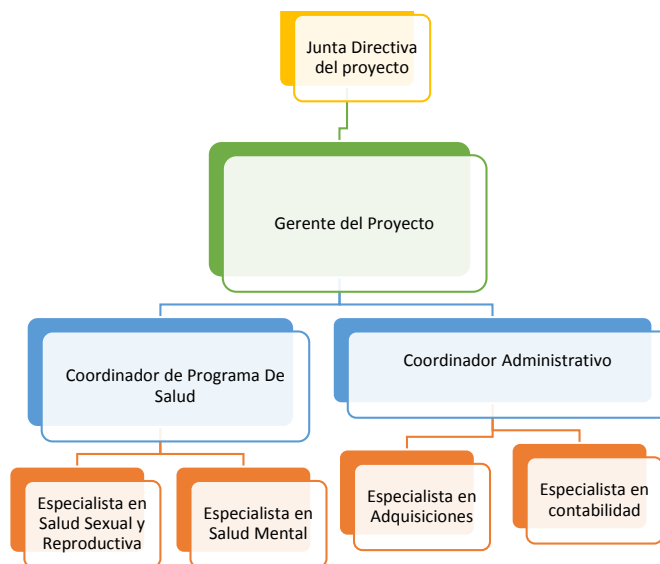 Junta Directiva
del proyecto
Gerente del Proyecto
Coordinador de Programa De
Salud
Coordinador Administrativo
Especialista en
Salud Sexual y
Reproductiva
Especialista en
Salud Mental
Especialista en
Adquisiciones
Especialista en
contabilidad